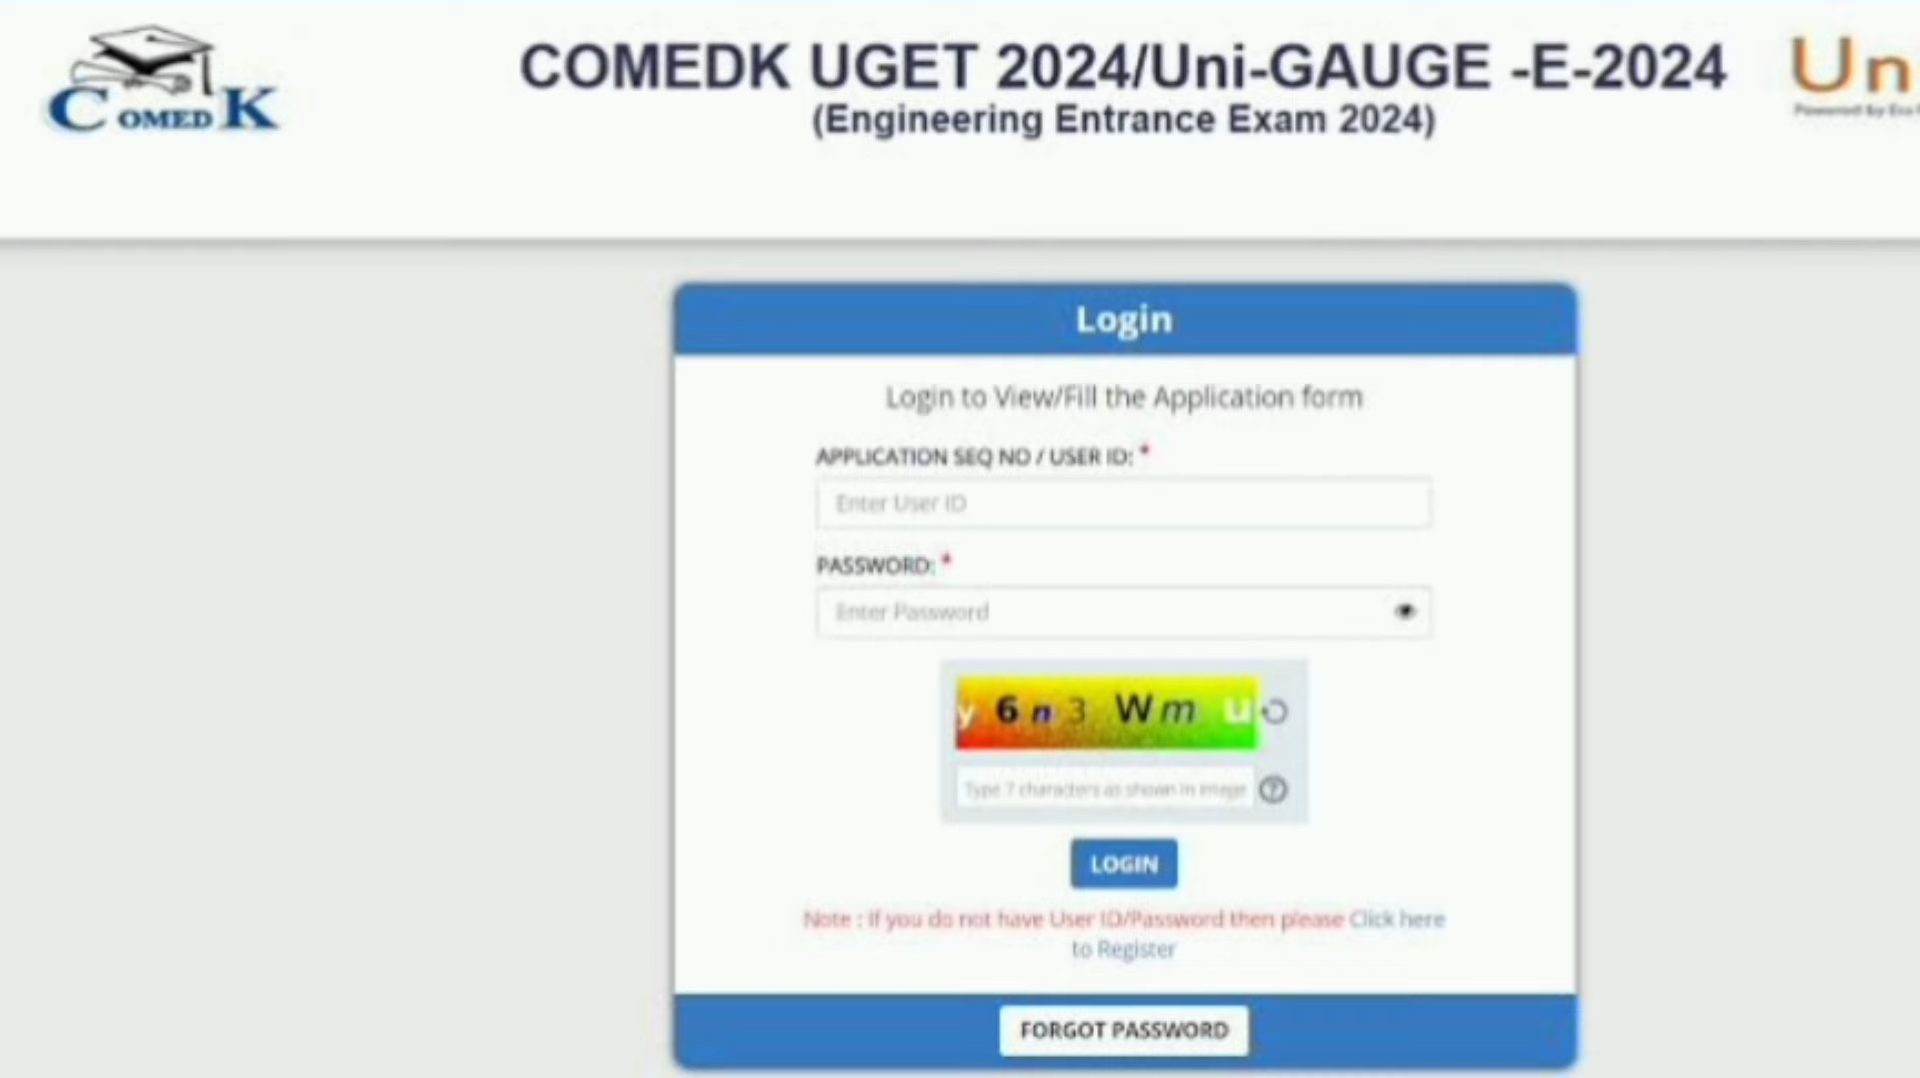 COMEDK
COMEDK UGET 2024/Uni-GAUGE -E-2024
(Engineering Entrance Exam 2024)
Un
Powered by Era
Login
Login to View/Fill the Application form
APPLICATION SEQ NO / USER ID: *
Enter User ID
PASSWORD: *
Enter Password
y 6 n 3 W m u
Type 7 characters as shown in image
LOGIN
Note : If you do not have User ID/Password then please Click here
to Register
FORGOT PASSWORD